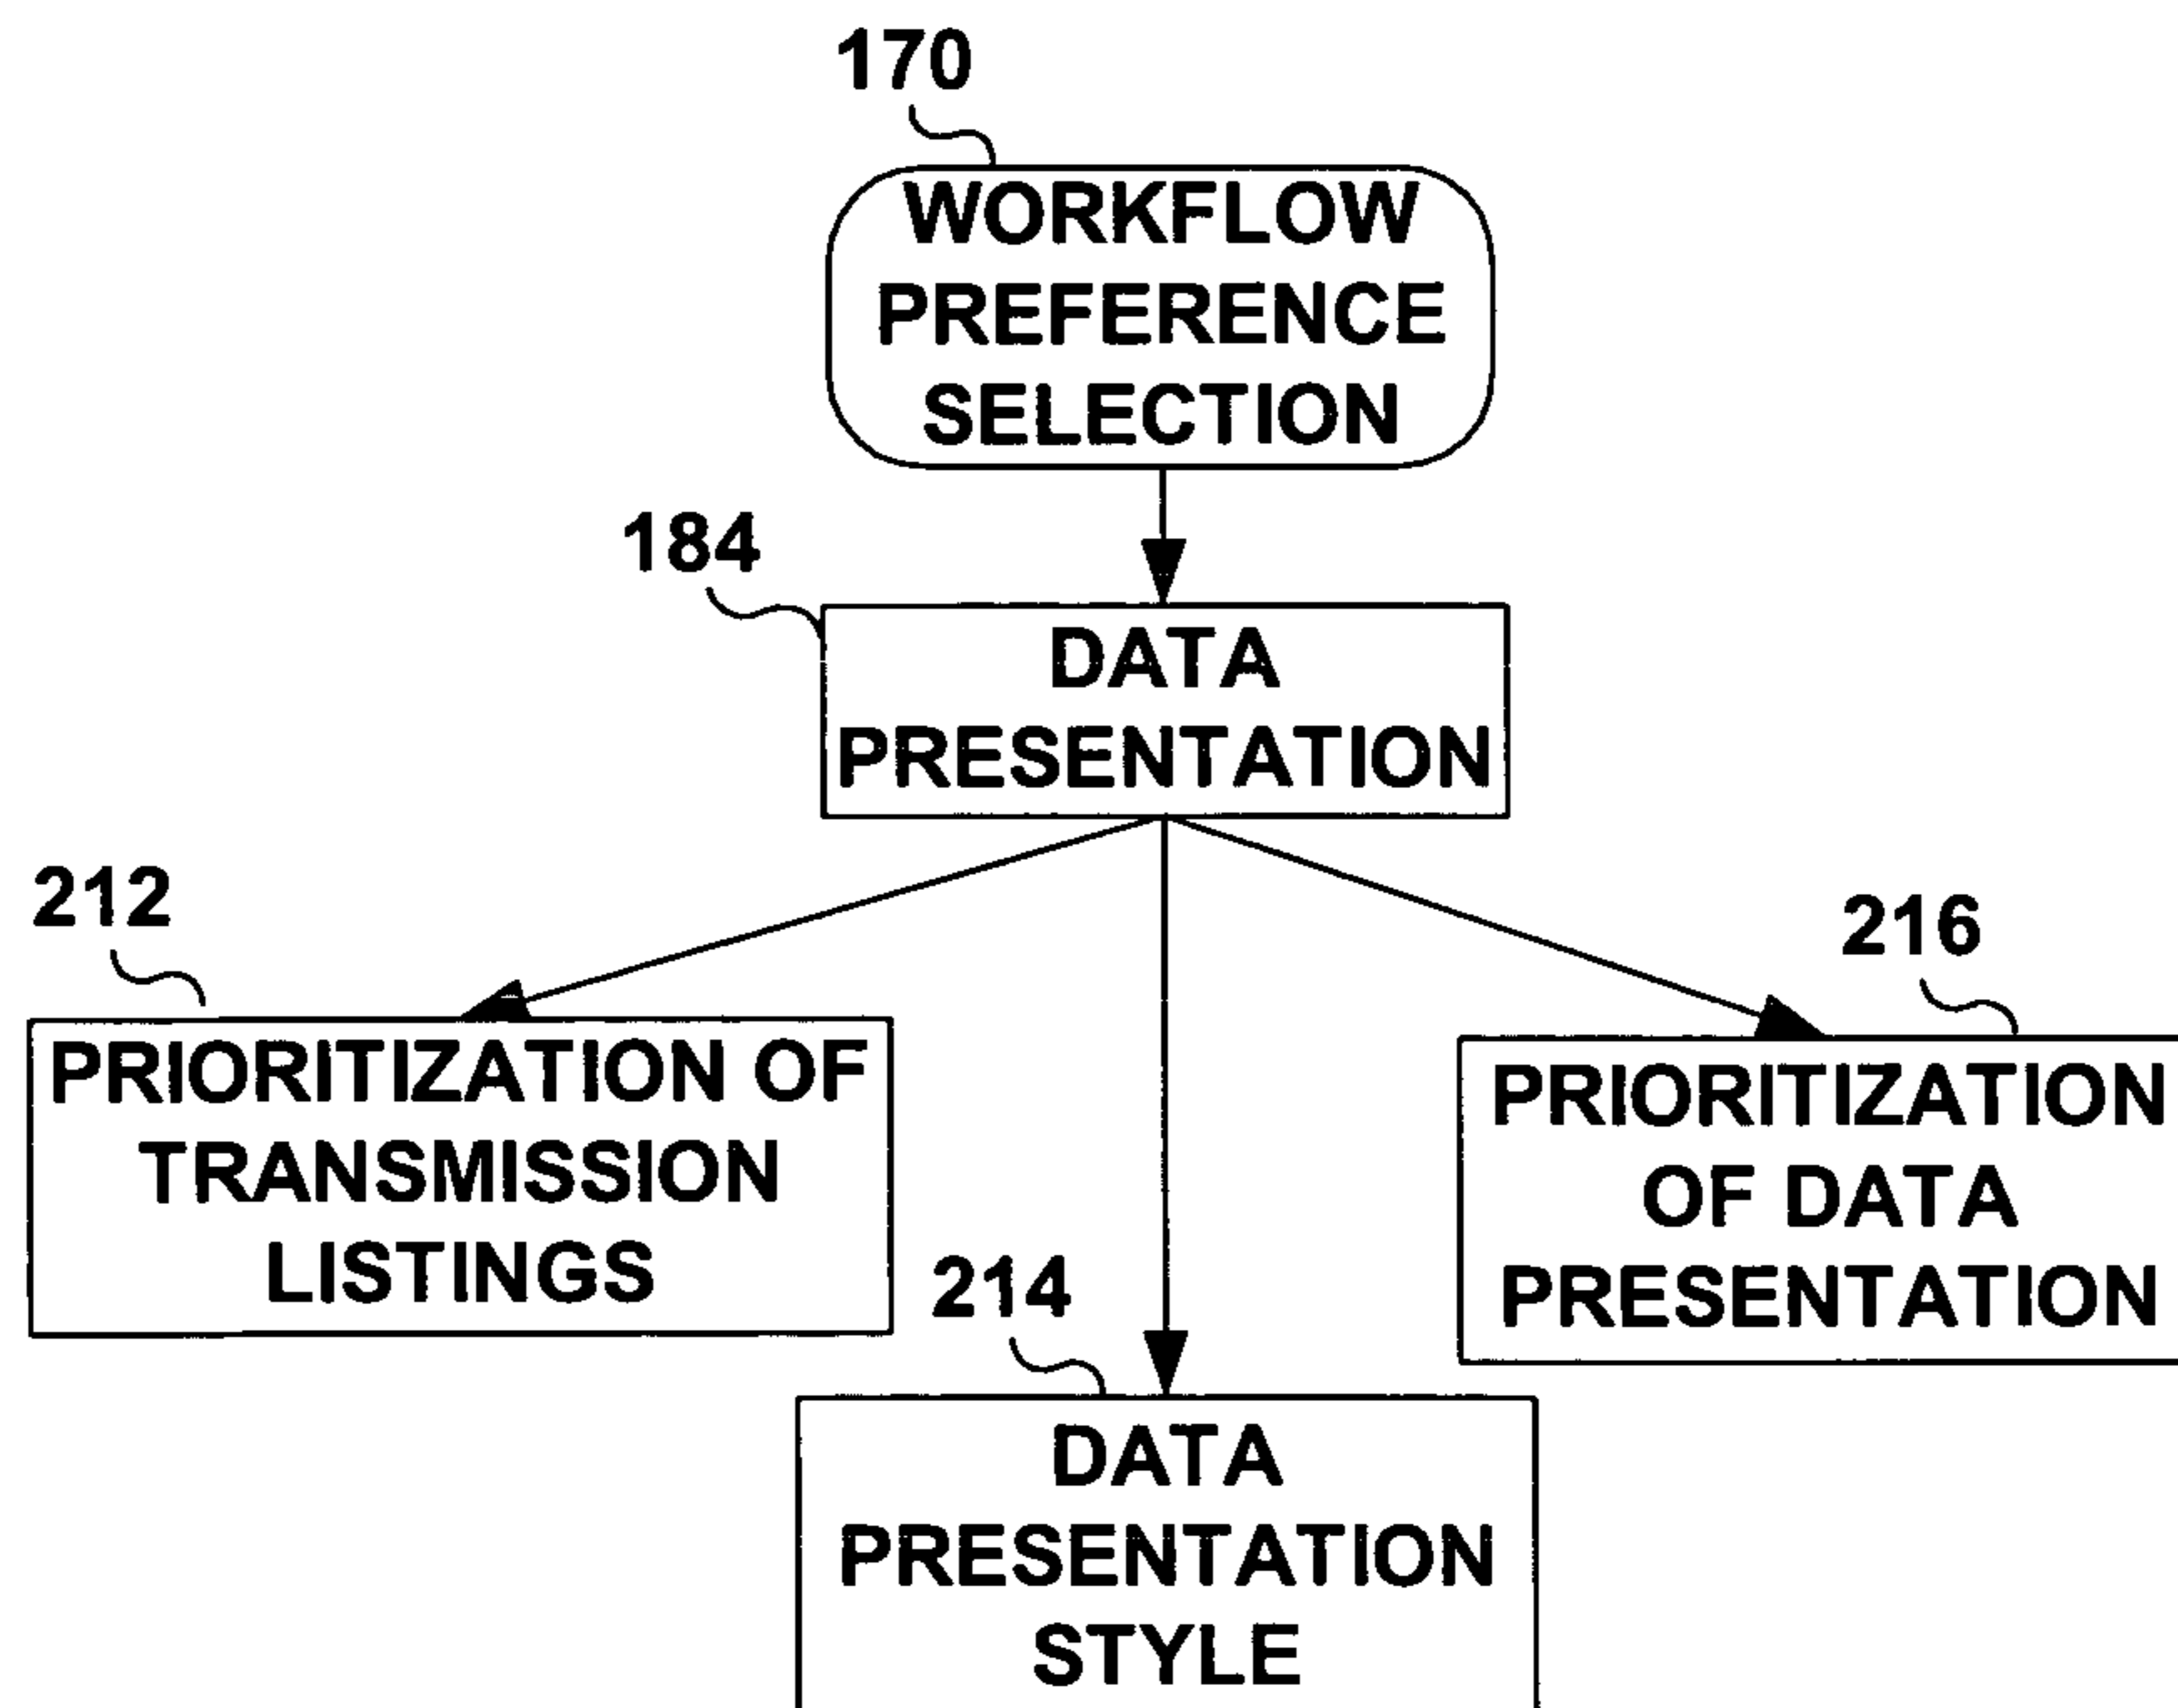 170
WORKFLOW
PREFERENCE
SELECTION
184
DATA
PRESENTATION
212
PRIORITIZATION OF
TRANSMISSION
LISTINGS
216
PRIORITIZATION
OF DATA
PRESENTATION
214
DATA
PRESENTATION
STYLE